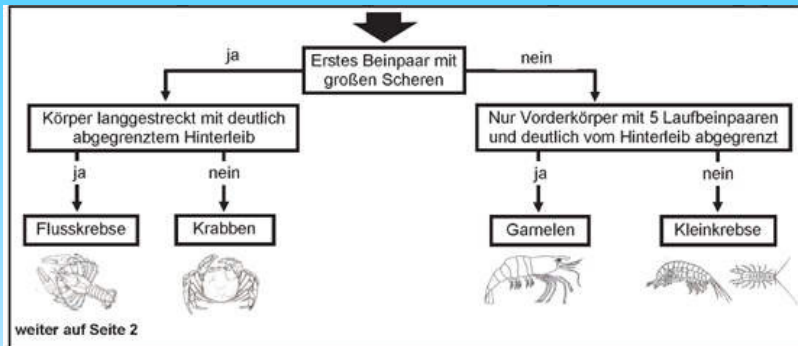 Erstes Beinpaar mit
großen Scheren
ja
nein
Körper langgestreckt mit deutlich
abgegrenztem Hinterleib
Nur Vorderkörper mit 5 Laufbeinpaaren
und deutlich vom Hinterleib abgegrenzt
ja
nein
ja
nein
Flusskrebse
Krabben
Garnelen
Kleinkrebse
weiter auf Seite 2